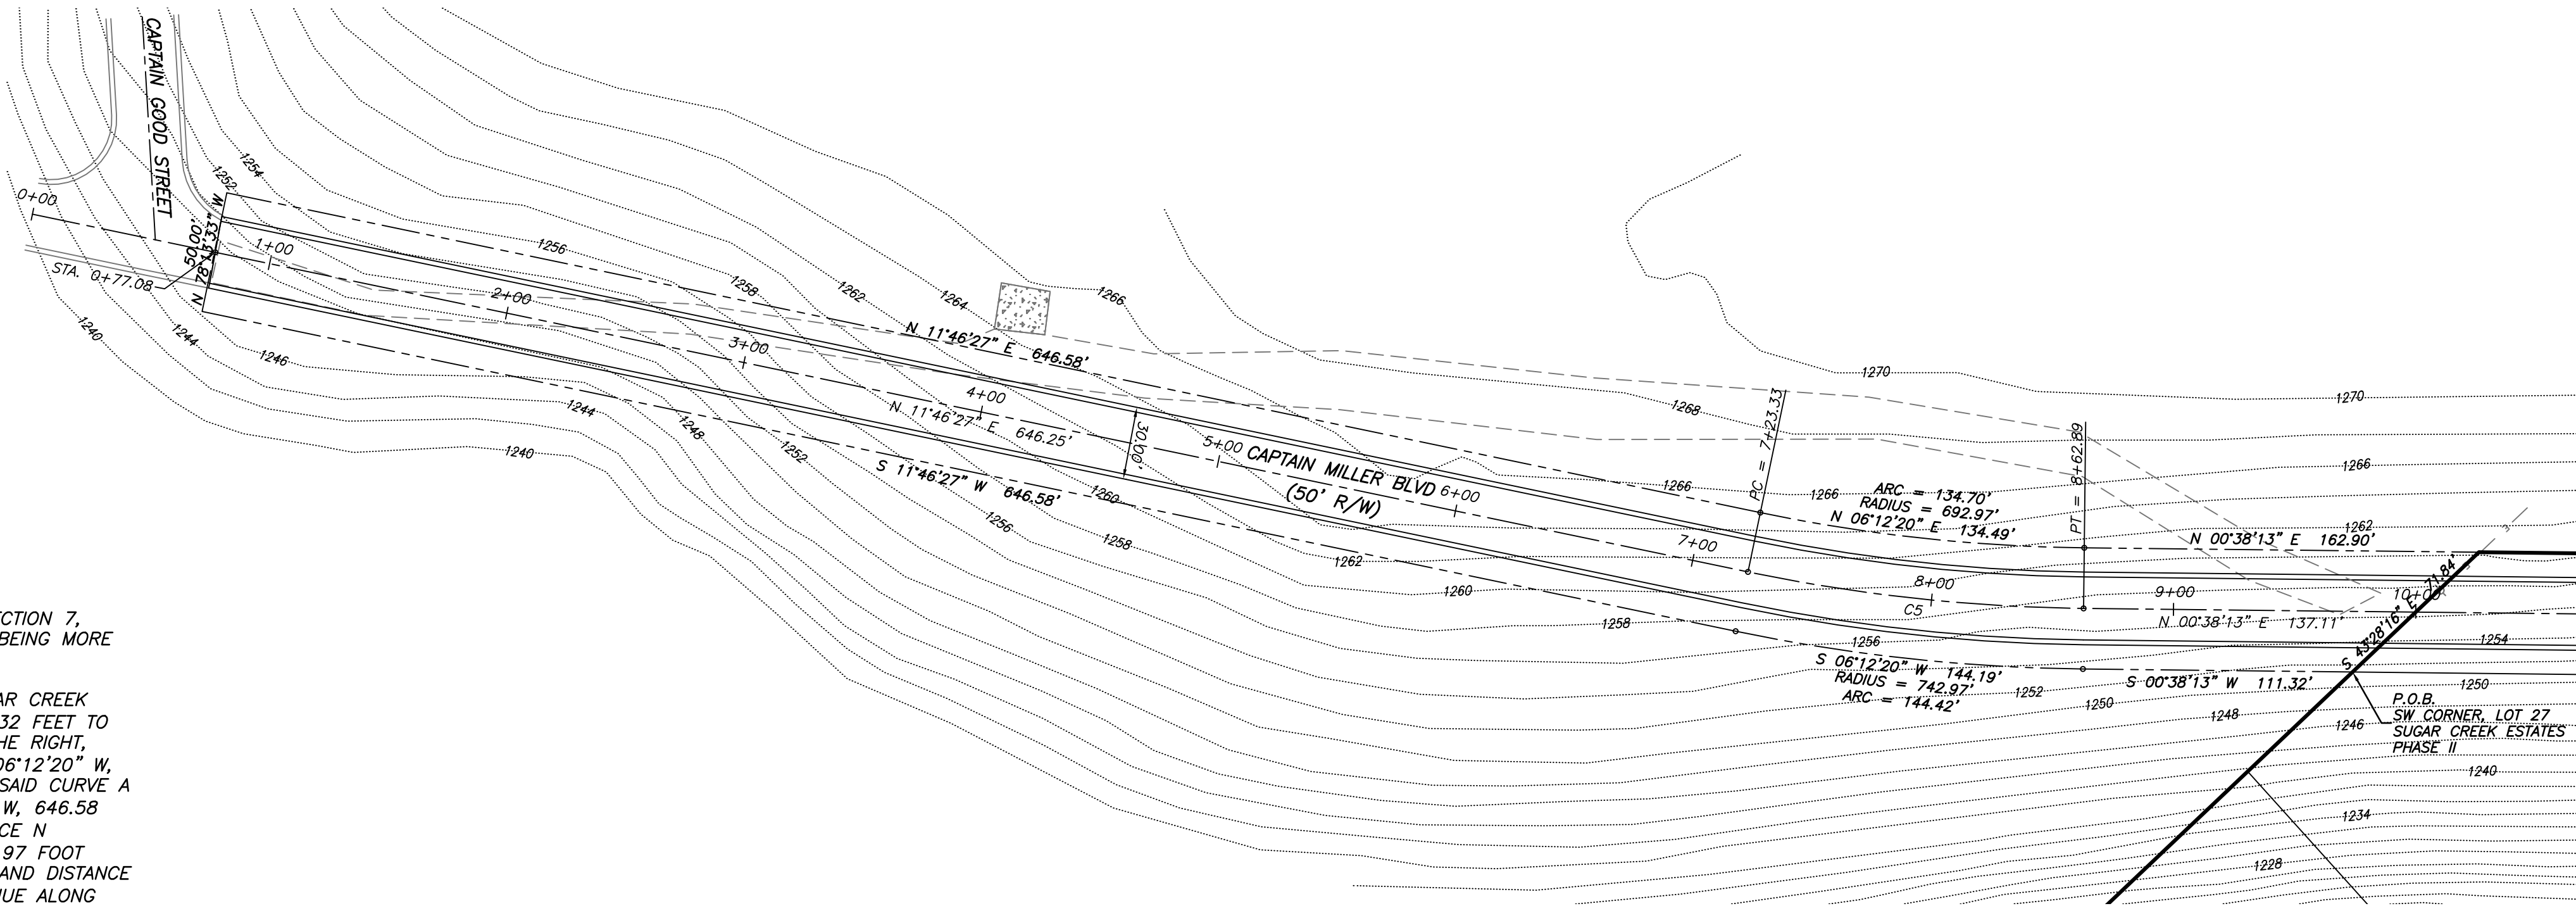 CAPTAIN GOOD STREET
0+00
STA. 0+77.08
50.00'
N 78°13'33" W
1252
1254
1+00
1256
2+00
1258
1262
1264
1266
1240
1244
1246
3+00
1244
1240
1248
1252
N 11°46'27" E 646.58'
4+00
N 11°46'27" E 646.25'
30.00'
S 11°46'27" W 646.58'
5+00
CAPTAIN MILLER BLVD
(50' R/W)
6+00
1260
1256
1258
1262
1260
1258
1270
1268
PC = 7+23.33
1266
1266
7+00
ARC = 134.70'
RADIUS = 692.97'
N 06°12'20" E 134.49'
PT = 8+62.89
8+00
C5
1256
S 06°12'20" W 144.19'
RADIUS = 742.97'
ARC = 144.42'
1252
1250
1270
1266
1262
N 00°38'13" E 162.90'
9+00
N 00°38'13" E 137.11'
10+00
S 43°28'16" E 71.84'
3
1254
S 00°38'13" W 111.32'
1250
1248
1246
P.O.B.
SW CORNER, LOT 27
SUGAR CREEK ESTATES
PHASE II
1240
1234
1228
CTION 7,
BEING MORE
AR CREEK
32 FEET TO
HE RIGHT,
06°12'20" W,
SAID CURVE A
W, 646.58
CE N
97 FOOT
AND DISTANCE
UE ALONG